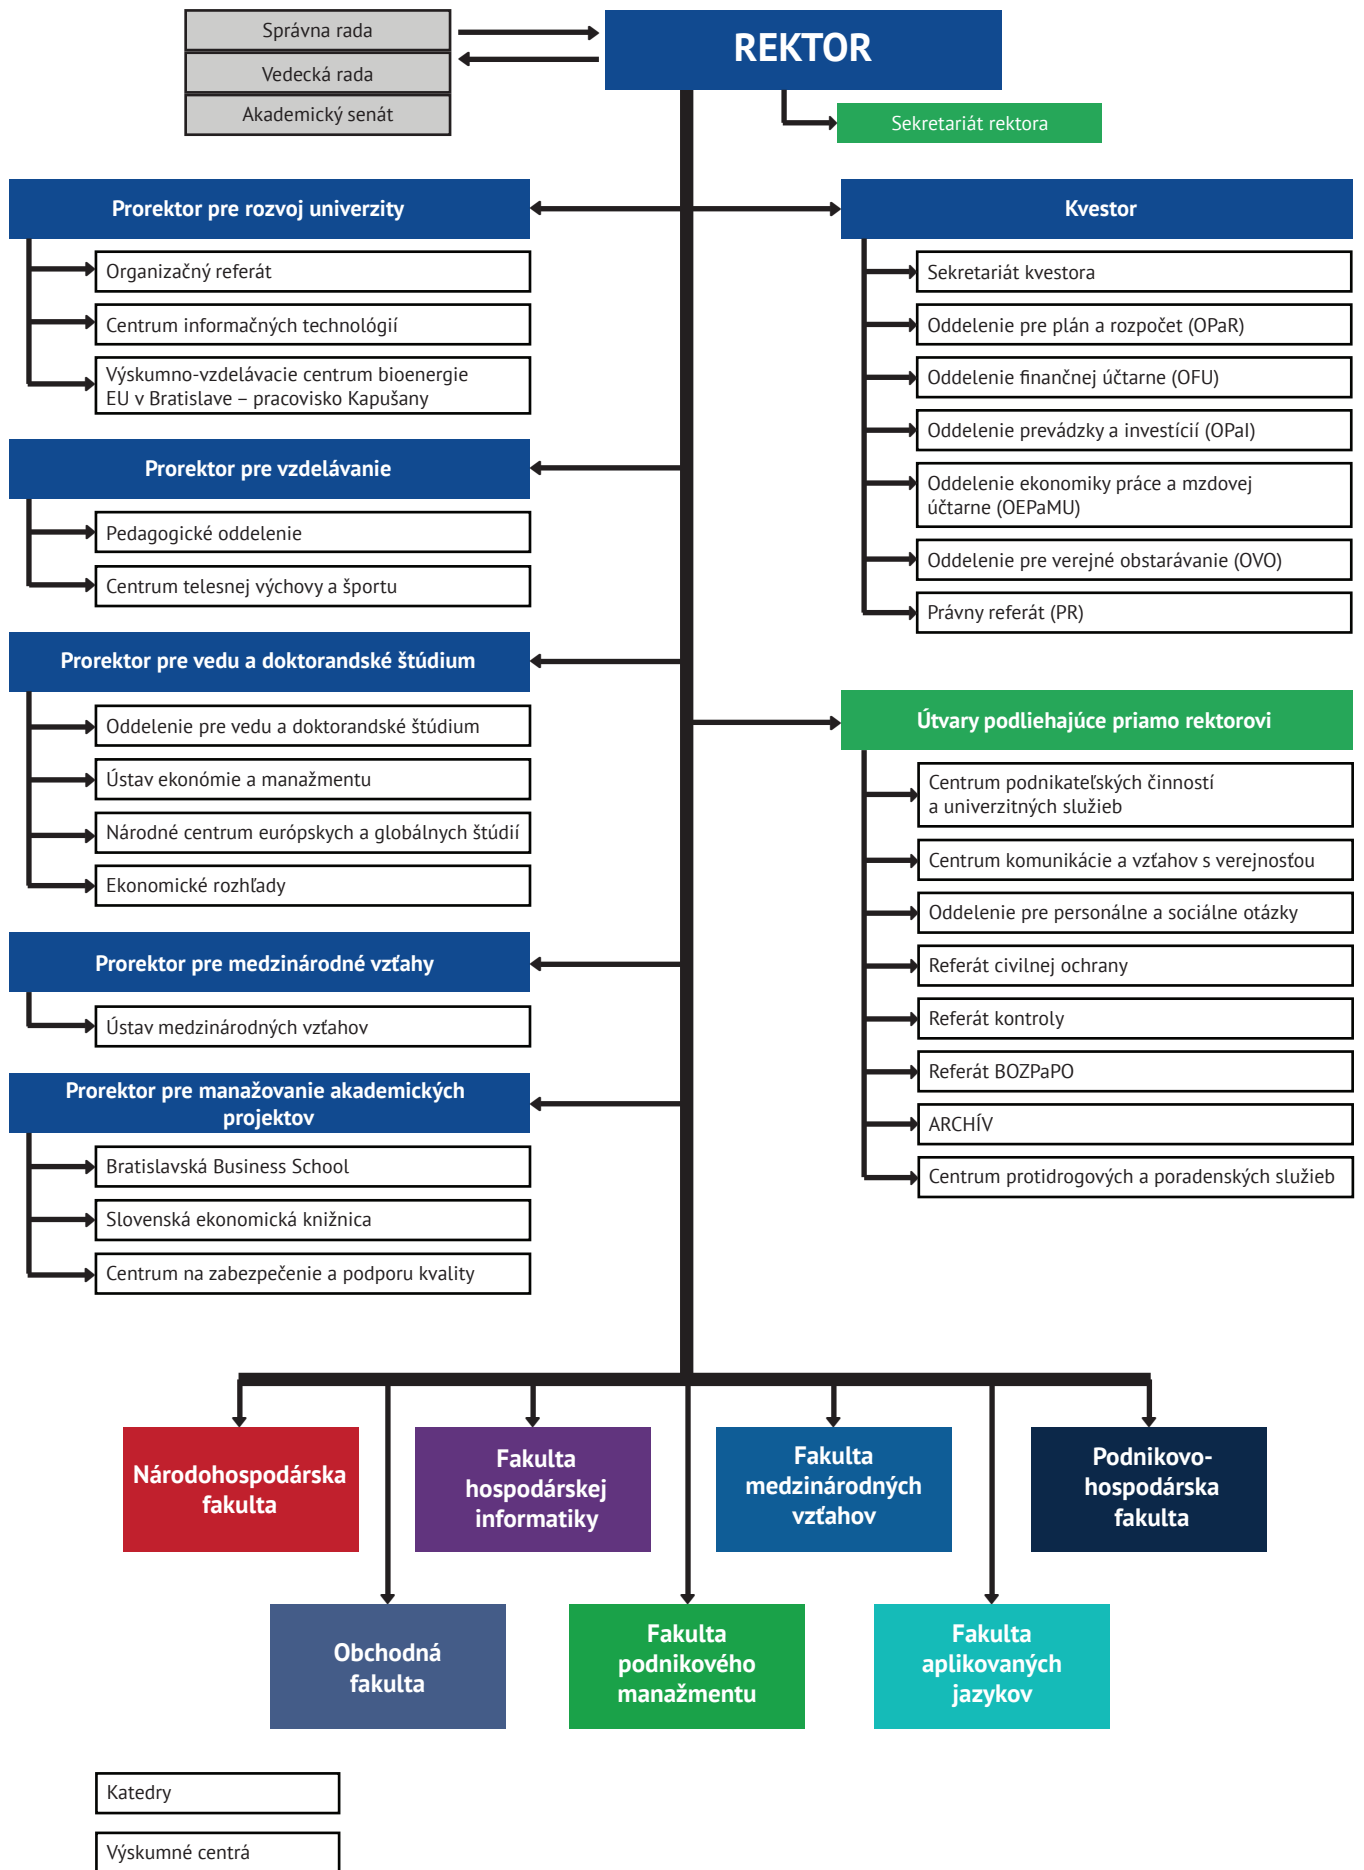 Správna rada
Vedecká rada
Akademický senát
REKTOR
Sekretariát rektora
Prorektor pre rozvoj univerzity
Organizačný referát
Centrum informačných technológií
Výskumno-vzdelávacie centrum bioenergie
EU v Bratislave – pracovisko Kapušany
Prorektor pre vzdelávanie
Pedagogické oddelenie
Centrum telesnej výchovy a športu
Prorektor pre vedu a doktorandské štúdium
Oddelenie pre vedu a doktorandské štúdium
Ústav ekonómie a manažmentu
Národné centrum európskych a globálnych štúdií
Ekonomické rozhľady
Prorektor pre medzinárodné vzťahy
Ústav medzinárodných vzťahov
Prorektor pre manažovanie akademických
projektov
Bratislavská Business School
Slovenská ekonomická knižnica
Centrum na zabezpečenie a podporu kvality
Kvestor
Sekretariát kvestora
Oddelenie pre plán a rozpočet (OPaR)
Oddelenie finančnej účtarne (OFU)
Oddelenie prevádzky a investícií (OPaI)
Oddelenie ekonomiky práce a mzdovej
účtarne (OEPaMU)
Oddelenie pre verejné obstarávanie (OVO)
Právny referát (PR)
Útvary podliehajúce priamo rektorovi
Centrum podnikateľských činností
a univerzitných služieb
Centrum komunikácie a vzťahov s verejnosťou
Oddelenie pre personálne a sociálne otázky
Referát civilnej ochrany
Referát kontroly
Referát BOZPaPO
ARCHÍV
Centrum protidrogových a poradenských služieb
Národohospodárska
fakulta
Fakulta
hospodárskej
informatiky
Fakulta
medzinárodných
vzťahov
Podnikovo-
hospodárska
fakulta
Obchodná
fakulta
Fakulta
podnikového
manažmentu
Fakulta
aplikovaných
jazykov
Katedry
Výskumné centrá